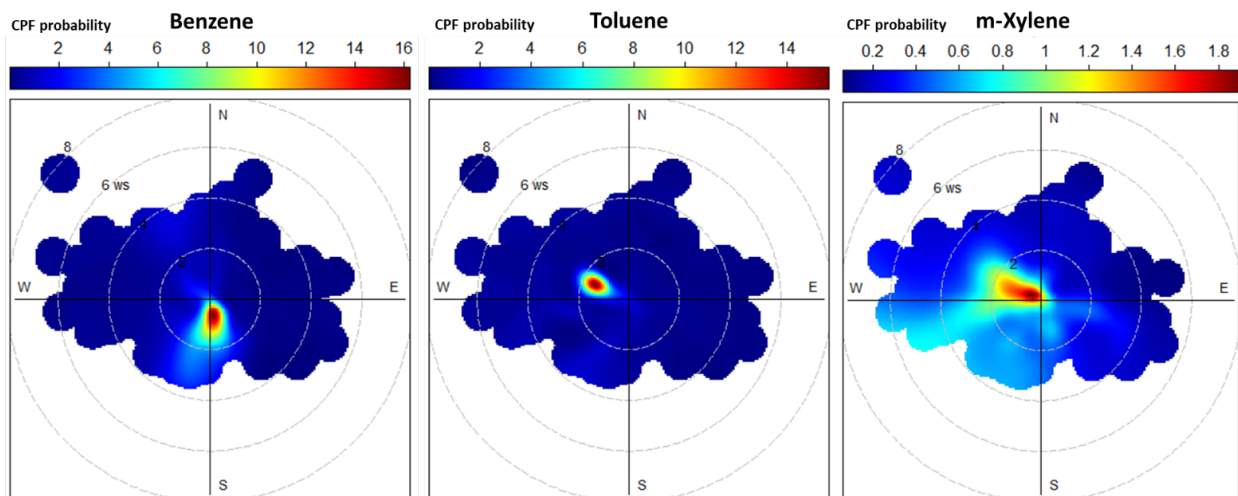 Benzene
CPF probability
2 4 6 8 10 12 14 16
N
8
6 ws
4
2
W E
S
Toluene
CPF probability
2 4 6 8 10 12 14
N
8
6 ws
W E
S
m-Xylene
CPF probability
0.2 0.4 0.6 0.8 1 1.2 1.4 1.6 1.8
N
8
6 ws
4
2
W E
S